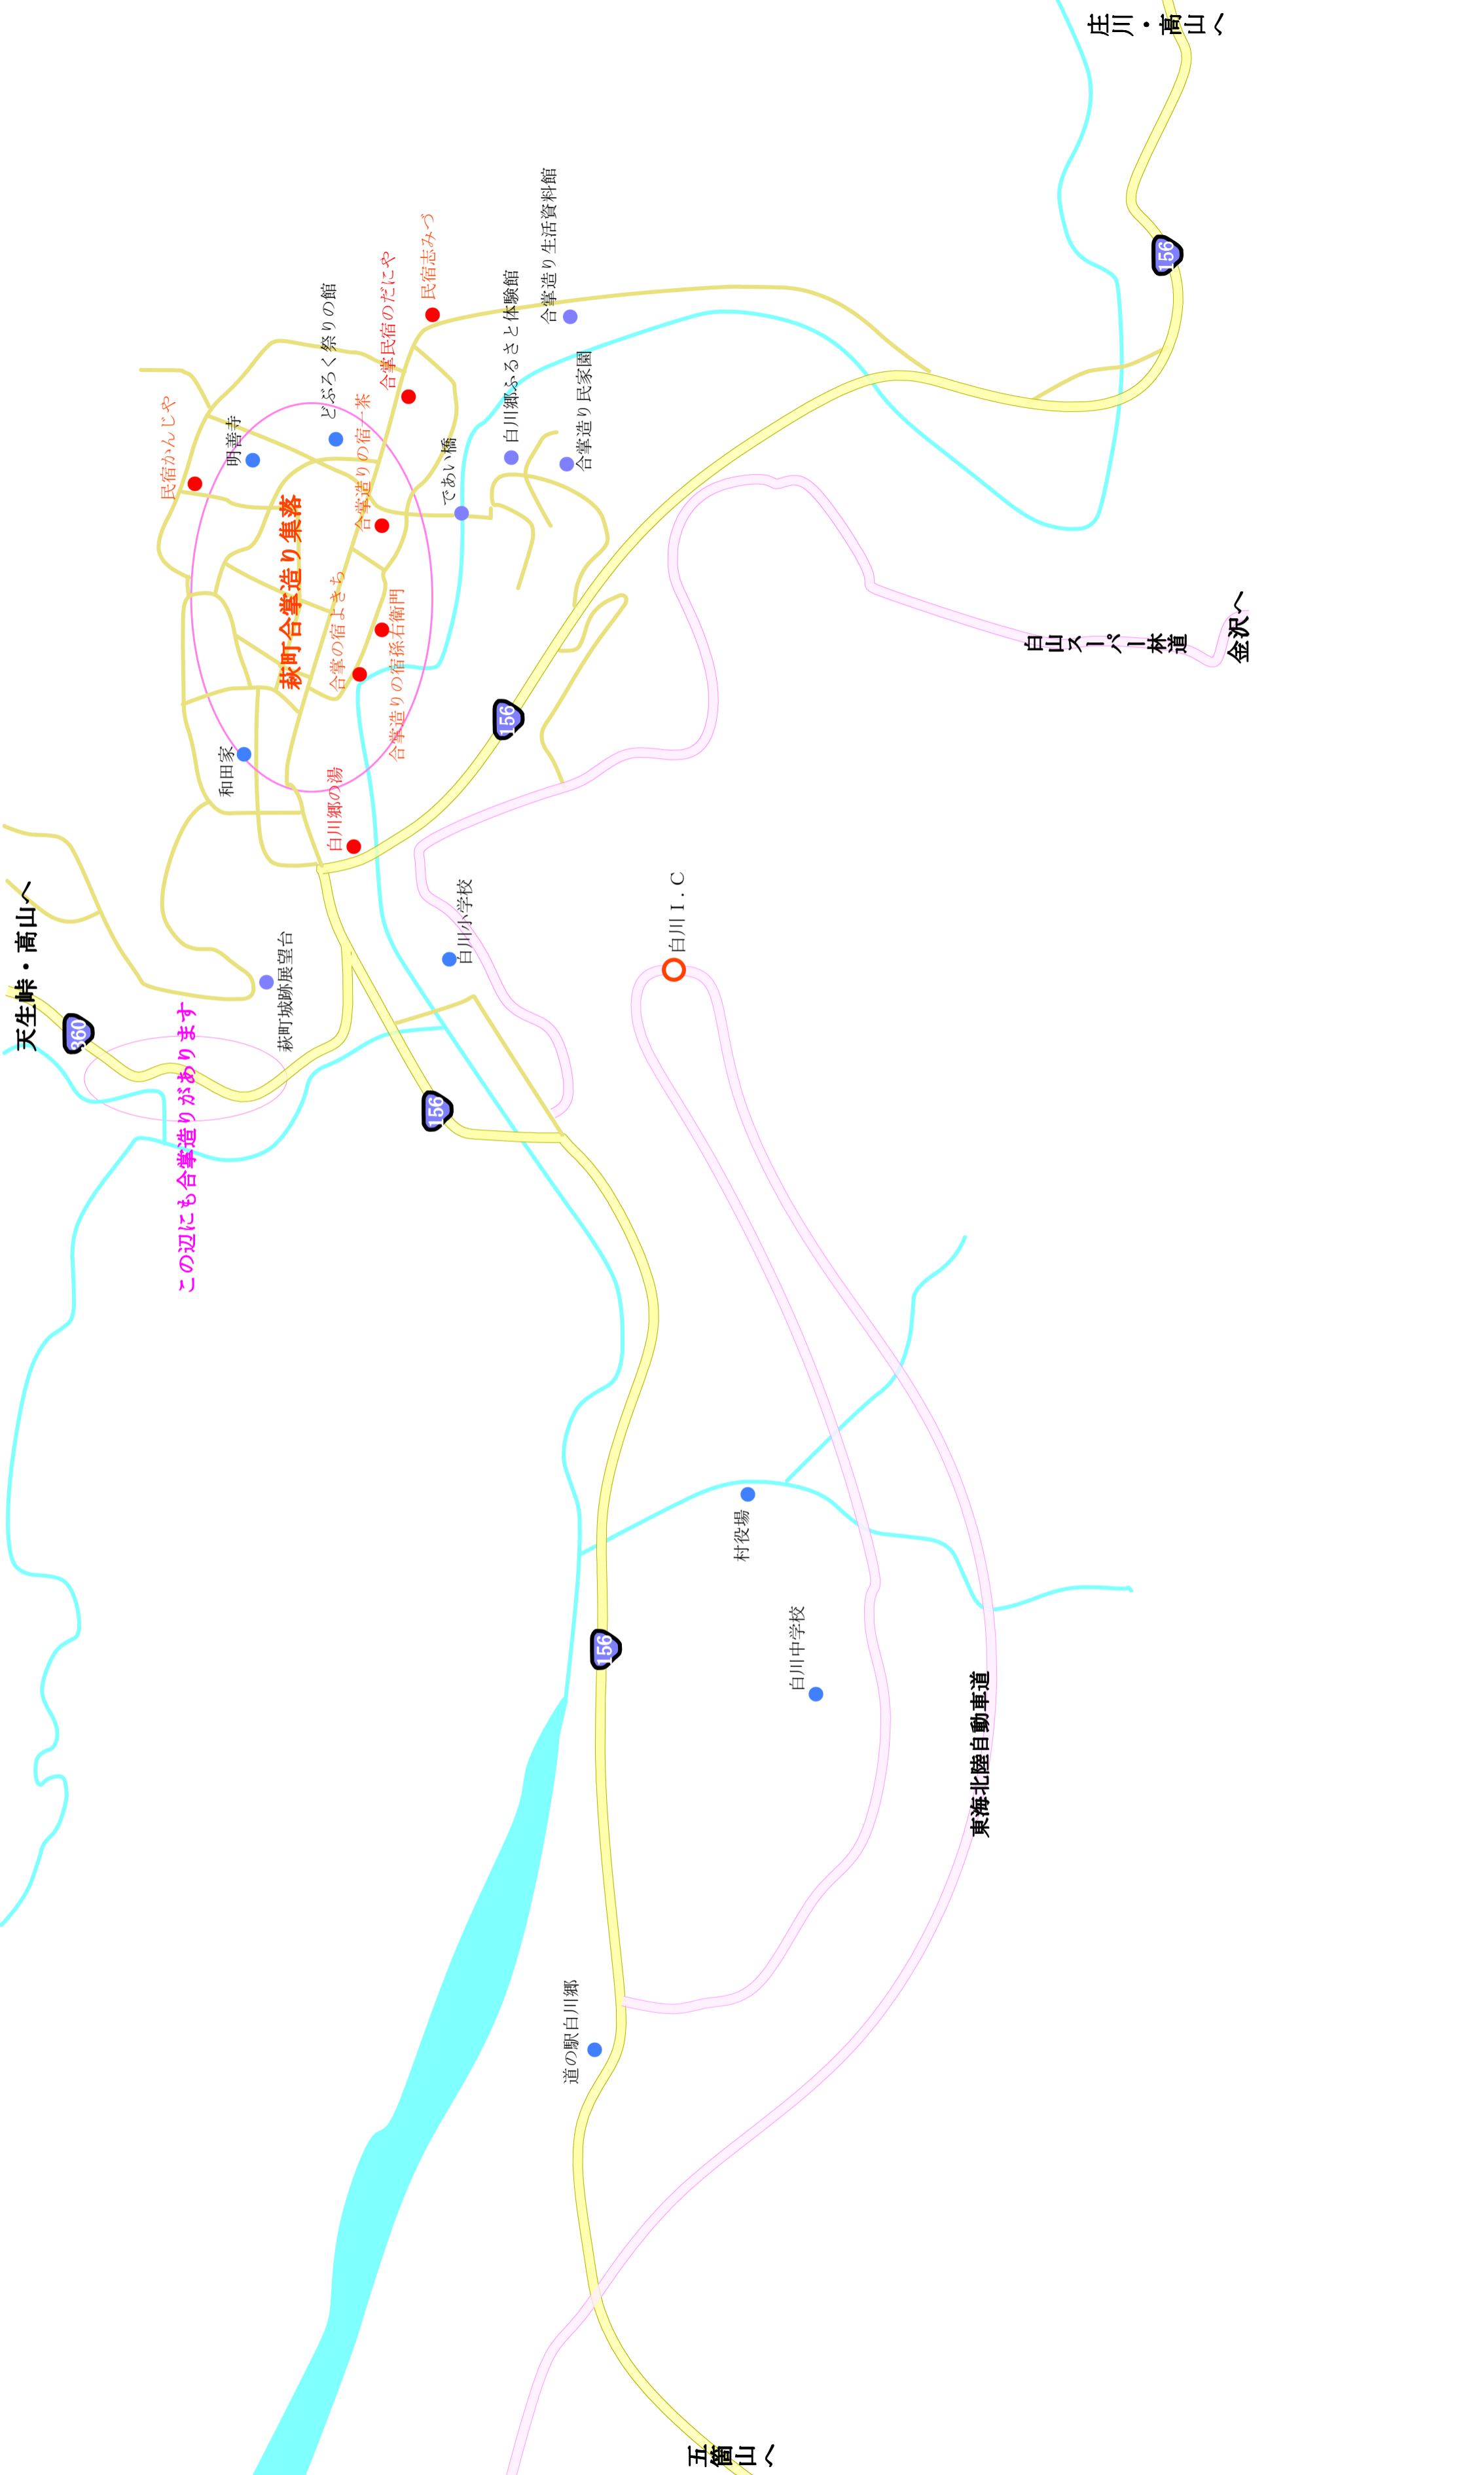 庄川・高山へ
156
合掌造り生活資料館
民宿志みづ
合掌民宿のだにや
白川郷ふるさと体験館
どぶろく祭りの館
合掌造り民家園
民宿かんじや
合掌造りの宿一茶
明善寺
であい橋
萩町合掌造り集落
合掌の宿よきち
合掌造りの宿孫右衛門
金沢へ
白山スーパー林道
156
和田家
白川郷の湯
天生峠・高山へ
白川小学校
白川I.C
萩町城跡展望台
360
この辺にも合掌造りがあります
156
村役場
白川中学校
156
東海北陸自動車道
道の駅白川郷
五箇山へ